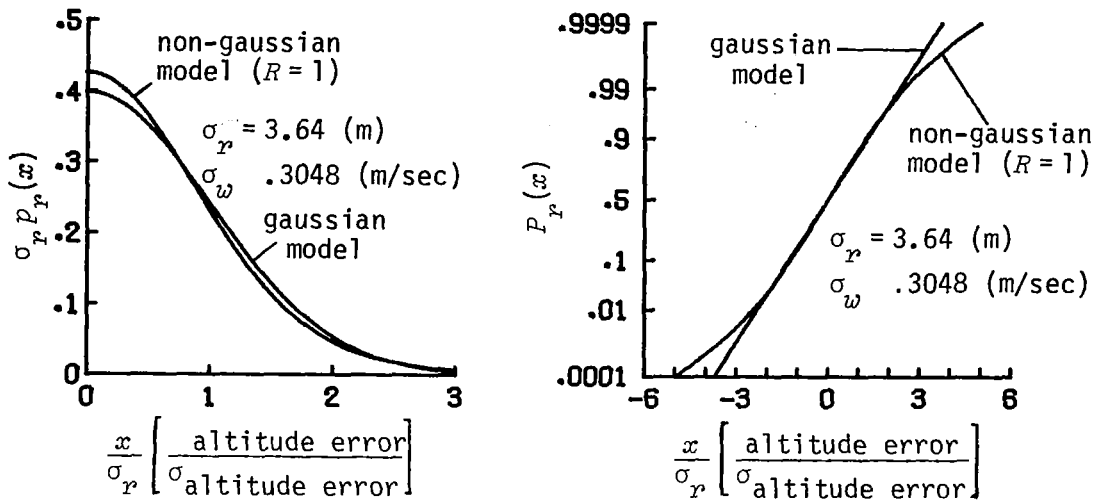 .5
.4
.3
.2
.1
0
σr pr(x)
non-gaussian
model (R = 1)
σr = 3.64 (m)
σw .3048 (m/sec)
gaussian
model
0 1 2 3
x/σr [altitude error/σaltitude error]
.9999
.99
.9
.5
.1
.01
.0001
Pr(x)
gaussian
model
non-gaussian
model (R = 1)
σr = 3.64 (m)
σw .3048 (m/sec)
-6 -3 0 3 6
x/σr [altitude error/σaltitude error]